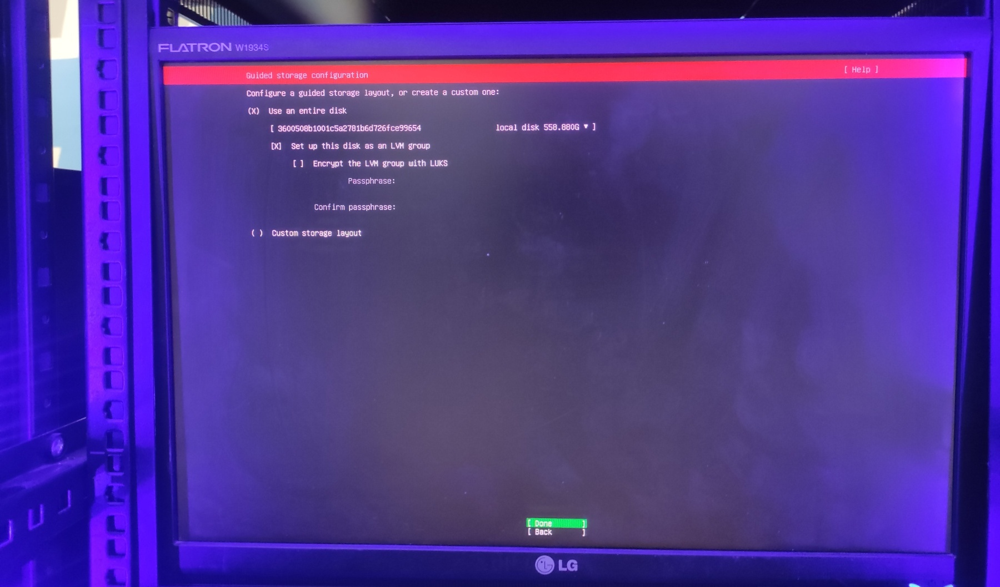 FLATRON W1934S
Guided storage configuration [ Help ]
Configure a guided storage layout, or create a custom one:
(X) Use an entire disk
[ 3600508b1001c5a2781b6d726fce99654 local disk 558.880G ▾ ]
[X] Set up this disk as an LVM group
[ ] Encrypt the LVM group with LUKS
Passphrase:
Confirm passphrase:
( ) Custom storage layout
[ Done ]
[ Back ]
LG